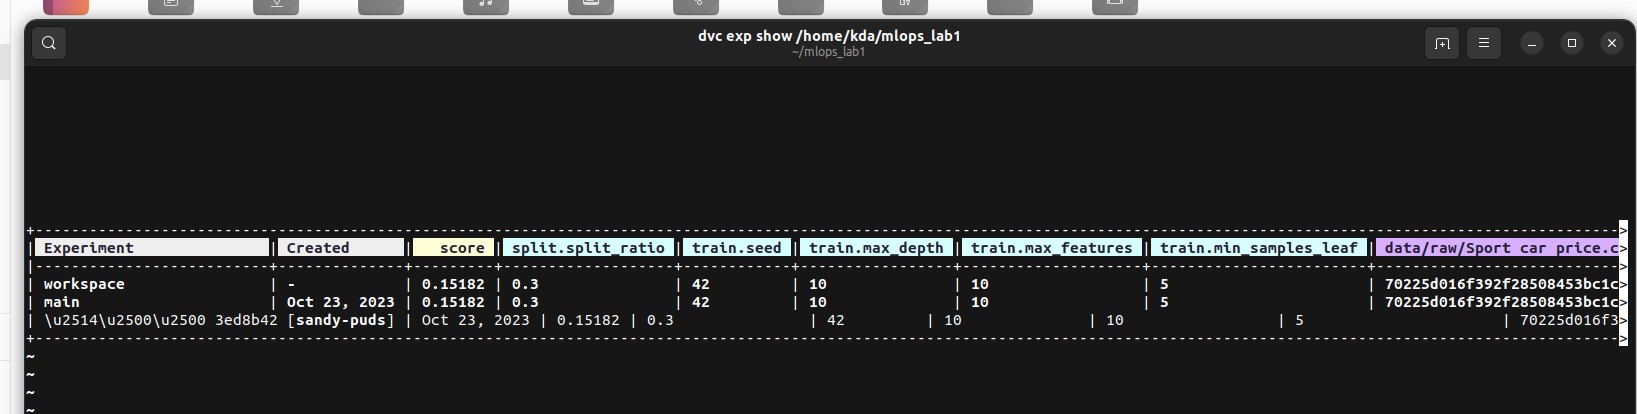 dvc exp show /home/kda/mlops_lab1
~/mlops_lab1
+-------------------------------------------------------------------------------------------------------------------------------------------------------------------------------->
| Experiment | Created | score | split.split_ratio | train.seed | train.max_depth | train.max_features | train.min_samples_leaf | data/raw/Sport car price.c>
|--------------------------+--------------+---------+-------------------+------------+-----------------+--------------------+------------------------+--------------------------->
| workspace | - | 0.15182 | 0.3 | 42 | 10 | 10 | 5 | 70225d016f392f28508453bc1c>
| main | Oct 23, 2023 | 0.15182 | 0.3 | 42 | 10 | 10 | 5 | 70225d016f392f28508453bc1c>
| \u2514\u2500\u2500 3ed8b42 [sandy-puds] | Oct 23, 2023 | 0.15182 | 0.3 | 42 | 10 | 10 | 5 | 70225d016f3>
+-------------------------------------------------------------------------------------------------------------------------------------------------------------------------------->
~
~
~
~